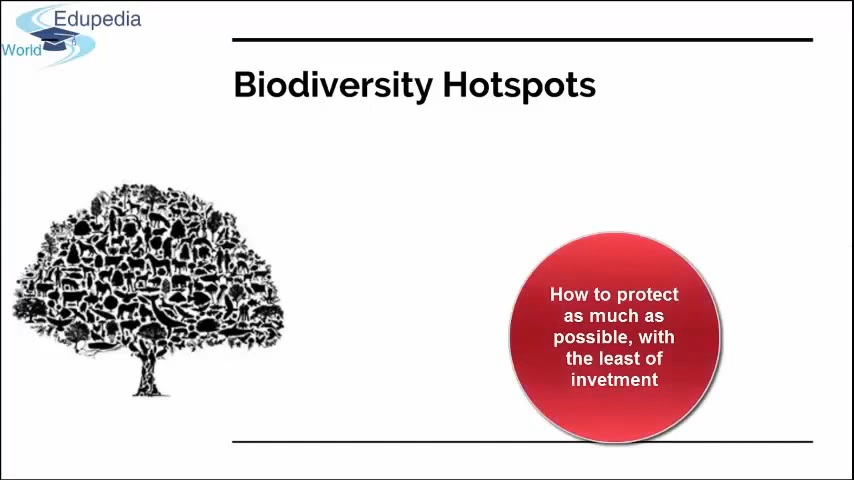 Edupedia
World
Biodiversity Hotspots
How to protect
as much as
possible, with
the least of
invetment